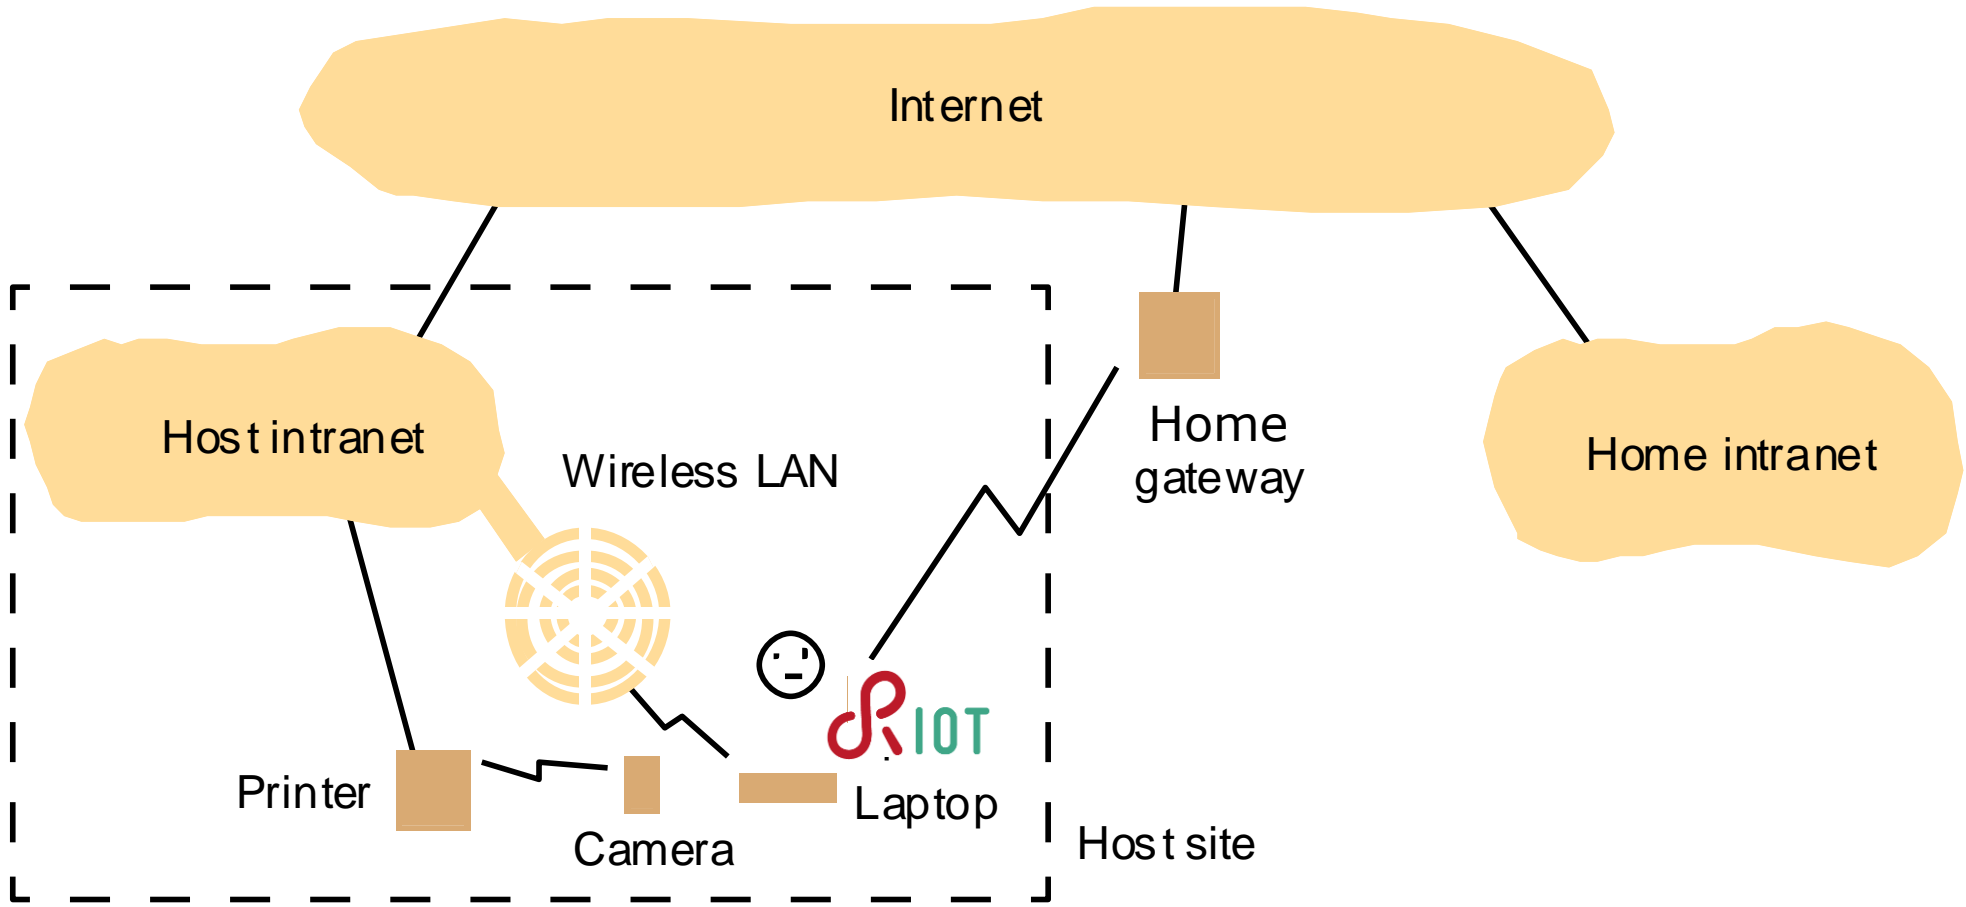 Internet
Host intranet
Wireless LAN
Home
gateway
Home intranet
RIOT
Printer
Camera
Laptop
Host site